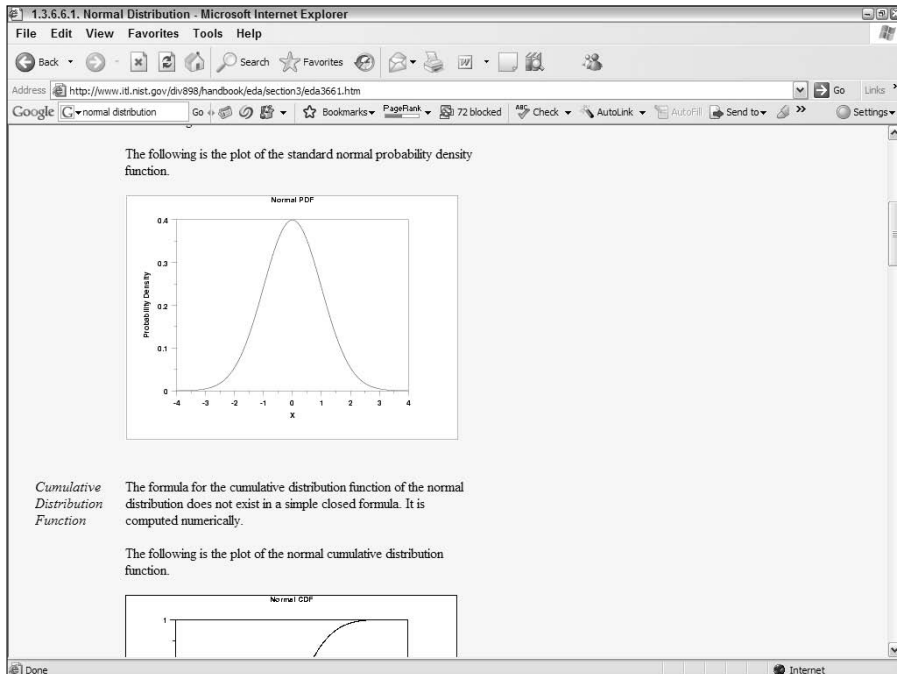 1.3.6.6.1. Normal Distribution - Microsoft Internet Explorer
File Edit View Favorites Tools Help
Back Search Favorites
Address http://www.itl.nist.gov/div898/handbook/eda/section3/eda3661.htm Go Links
Google G normal distribution Go Bookmarks PageRank 72 blocked ABC Check AutoLink AutoFill Send to Settings
The following is the plot of the standard normal probability density
function.
Normal PDF
0.4
0.3
0.2
0.1
0
Probability Density
-4 -3 -2 -1 0 1 2 3 4
X
Cumulative
Distribution
Function
The formula for the cumulative distribution function of the normal
distribution does not exist in a simple closed formula. It is
computed numerically.
The following is the plot of the normal cumulative distribution
function.
Normal CDF
1
Done Internet